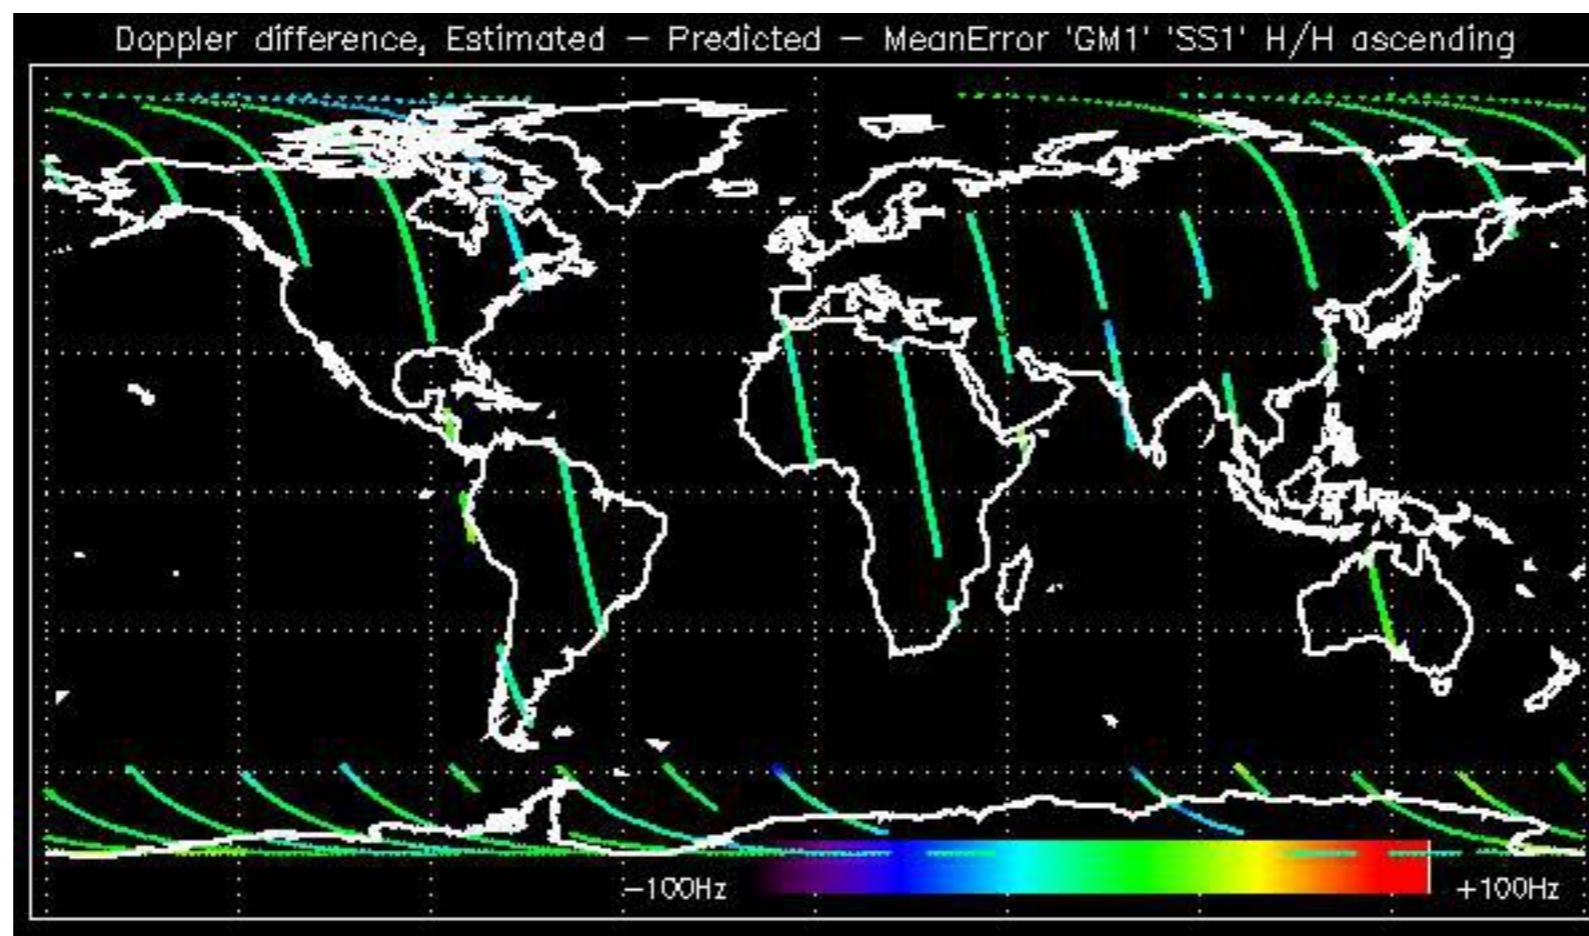 Doppler difference, Estimated — Predicted — MeanError 'GM1' 'SS1' H/H ascending
—100Hz
+100Hz